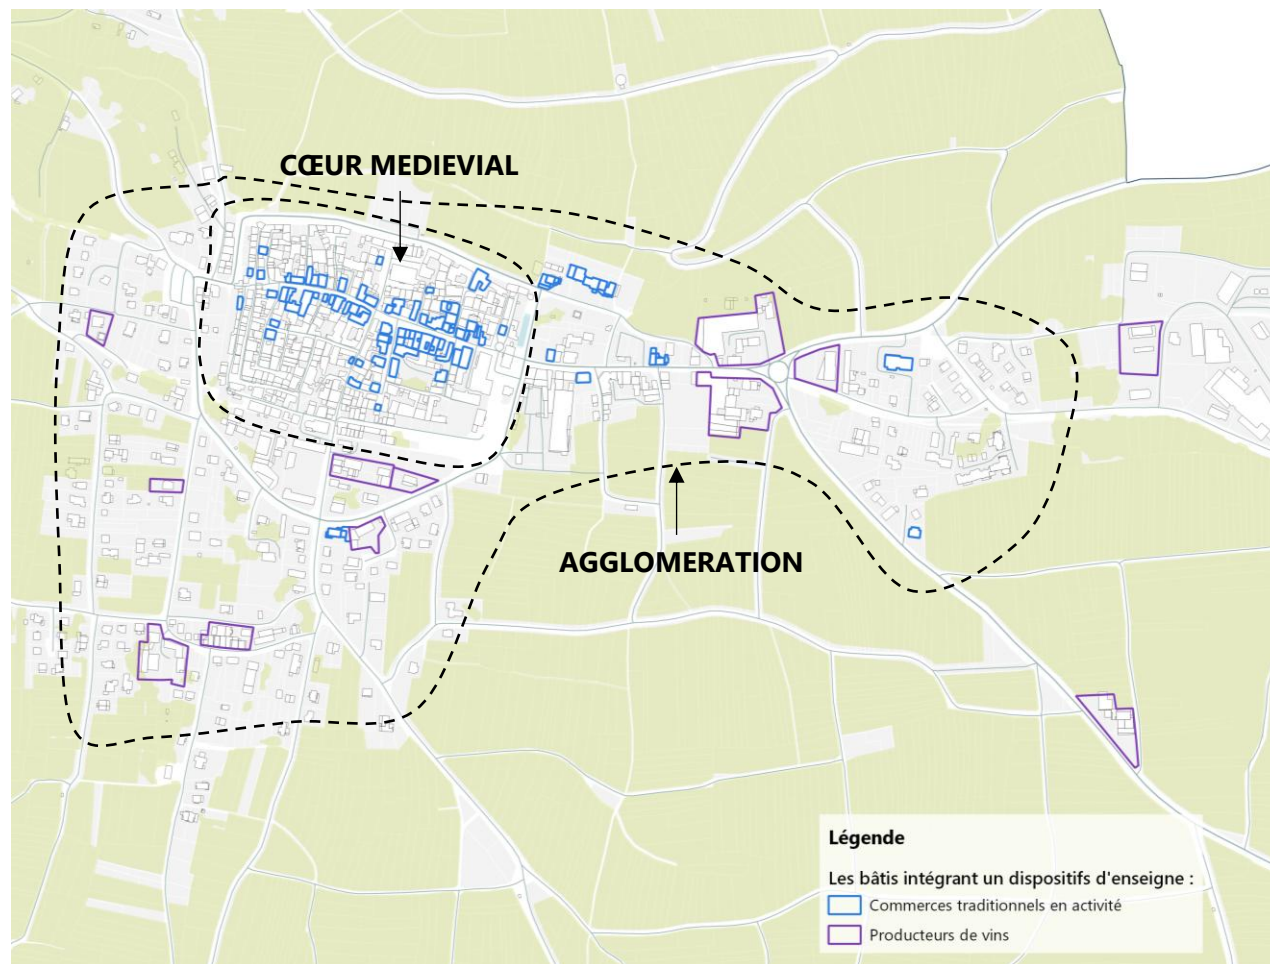 CŒUR MEDIEVIAL
AGGLOMERATION
Légende
Les bâtis intégrant un dispositifs d'enseigne :
Commerces traditionnels en activité
Producteurs de vins